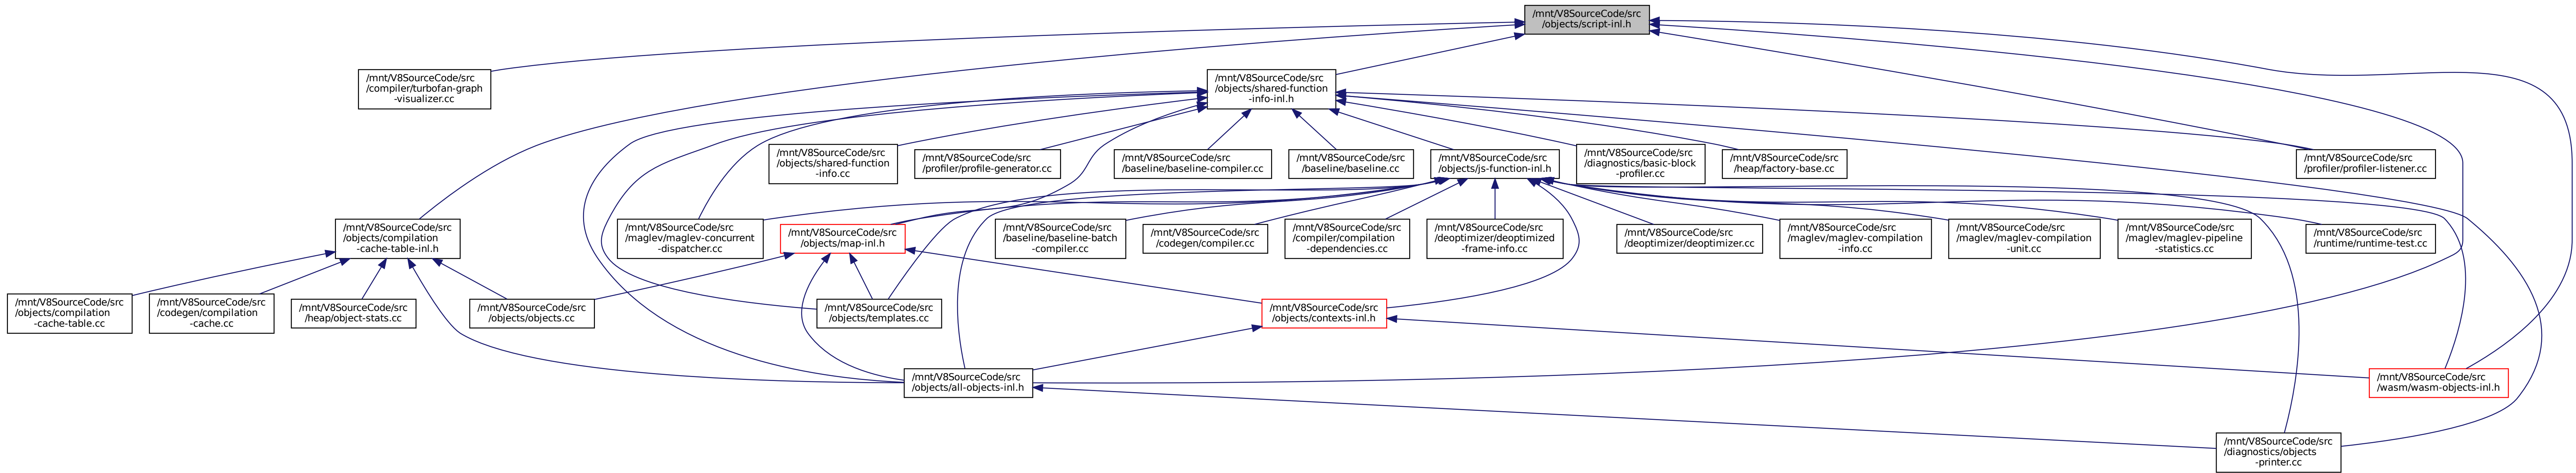 /mnt/V8SourceCode/src
/objects/script-inl.h
/mnt/V8SourceCode/src
/compiler/turbofan-graph
-visualizer.cc
/mnt/V8SourceCode/src
/objects/shared-function
-info-inl.h
/mnt/V8SourceCode/src
/objects/shared-function
-info.cc
/mnt/V8SourceCode/src
/profiler/profile-generator.cc
/mnt/V8SourceCode/src
/baseline/baseline-compiler.cc
/mnt/V8SourceCode/src
/baseline/baseline.cc
/mnt/V8SourceCode/src
/objects/js-function-inl.h
/mnt/V8SourceCode/src
/diagnostics/basic-block
-profiler.cc
/mnt/V8SourceCode/src
/heap/factory-base.cc
/mnt/V8SourceCode/src
/profiler/profiler-listener.cc
/mnt/V8SourceCode/src
/objects/compilation
-cache-table-inl.h
/mnt/V8SourceCode/src
/maglev/maglev-concurrent
-dispatcher.cc
/mnt/V8SourceCode/src
/objects/map-inl.h
/mnt/V8SourceCode/src
/baseline/baseline-batch
-compiler.cc
/mnt/V8SourceCode/src
/codegen/compiler.cc
/mnt/V8SourceCode/src
/compiler/compilation
-dependencies.cc
/mnt/V8SourceCode/src
/deoptimizer/deoptimized
-frame-info.cc
/mnt/V8SourceCode/src
/deoptimizer/deoptimizer.cc
/mnt/V8SourceCode/src
/maglev/maglev-compilation
-info.cc
/mnt/V8SourceCode/src
/maglev/maglev-compilation
-unit.cc
/mnt/V8SourceCode/src
/maglev/maglev-pipeline
-statistics.cc
/mnt/V8SourceCode/src
/runtime/runtime-test.cc
/mnt/V8SourceCode/src
/objects/compilation
-cache-table.cc
/mnt/V8SourceCode/src
/codegen/compilation
-cache.cc
/mnt/V8SourceCode/src
/heap/object-stats.cc
/mnt/V8SourceCode/src
/objects/objects.cc
/mnt/V8SourceCode/src
/objects/templates.cc
/mnt/V8SourceCode/src
/objects/contexts-inl.h
/mnt/V8SourceCode/src
/objects/all-objects-inl.h
/mnt/V8SourceCode/src
/wasm/wasm-objects-inl.h
/mnt/V8SourceCode/src
/diagnostics/objects
-printer.cc